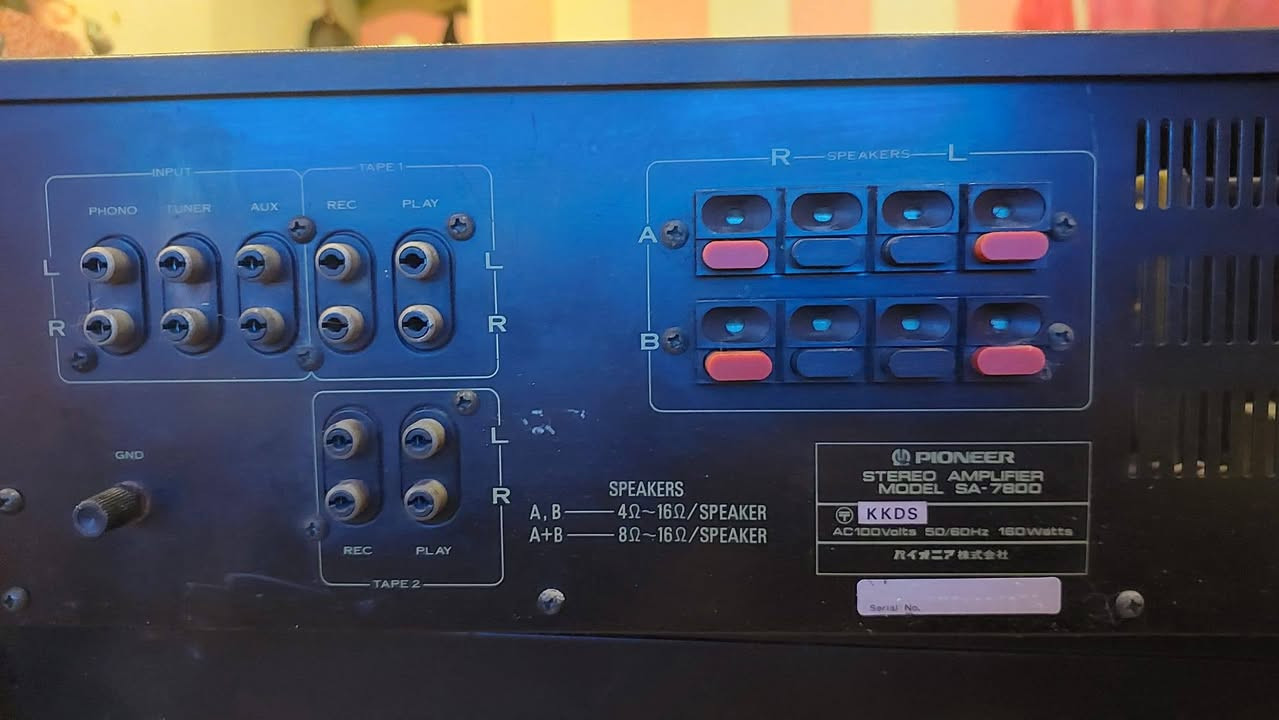 INPUT
TAPE 1
PHONO TUNER AUX REC PLAY
L L
R R
GND
L
R
REC PLAY
TAPE 2
R SPEAKERS L
A
B
SPEAKERS
A, B 4Ω~16Ω/SPEAKER
A+B 8Ω~16Ω/SPEAKER
PIONEER
STEREO AMPLIFIER
MODEL SA-7800
〒 KKDS
AC100Volts 50/60Hz 160Watts
パイオニア株式会社
Serial No.